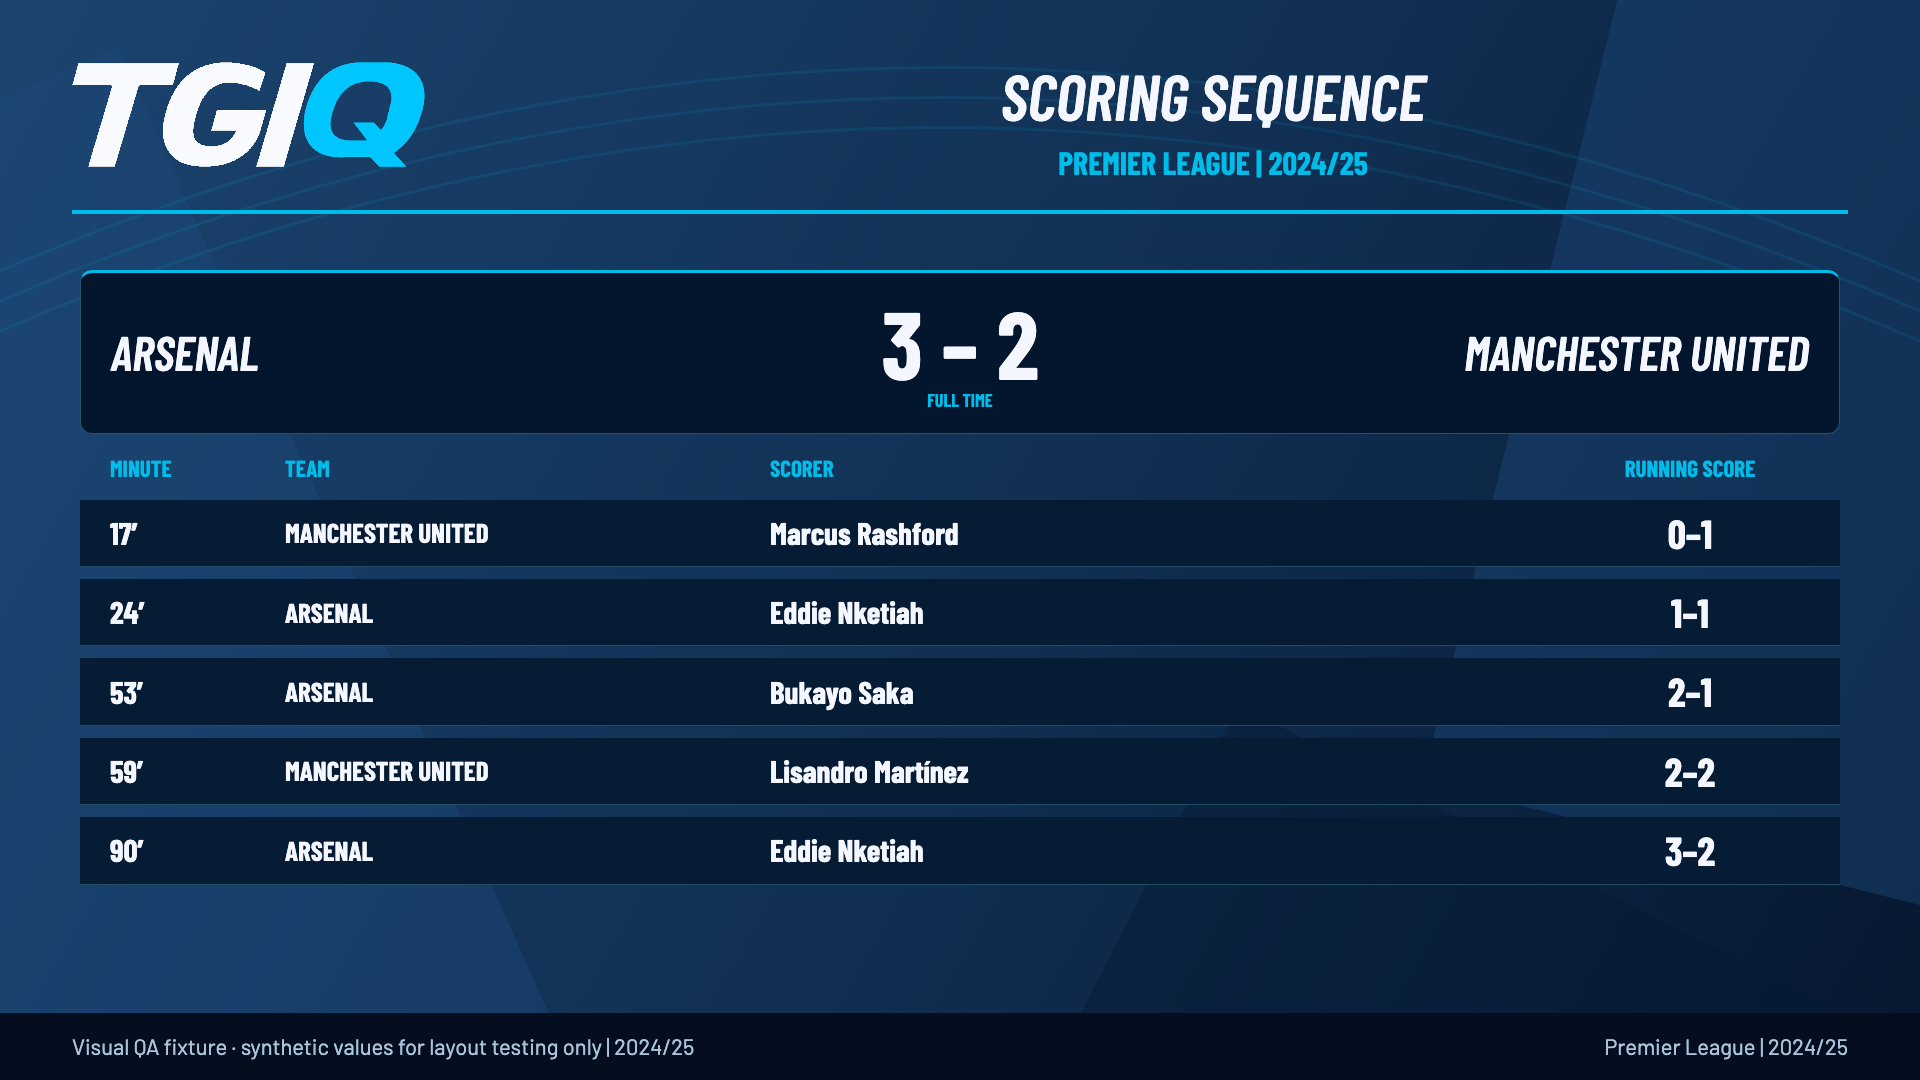 TGIQ
SCORING SEQUENCE
PREMIER LEAGUE | 2024/25
ARSENAL
3 – 2
FULL TIME
MANCHESTER UNITED
MINUTE TEAM SCORER RUNNING SCORE
17′ MANCHESTER UNITED Marcus Rashford 0–1
24′ ARSENAL Eddie Nketiah 1–1
53′ ARSENAL Bukayo Saka 2–1
59′ MANCHESTER UNITED Lisandro Martínez 2–2
90′ ARSENAL Eddie Nketiah 3–2
Visual QA fixture · synthetic values for layout testing only | 2024/25
Premier League | 2024/25